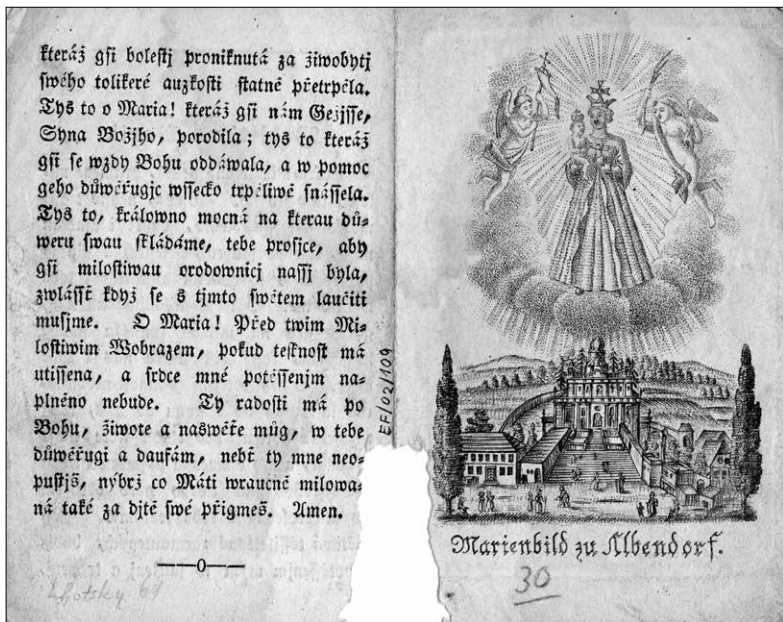 kteráž gsi bolestj proniknutá za žiwobytj
swého tolikeré auzkosti statně přetrpěla.
Tys to o Maria! kteráž gsi nám Gežjsse,
Syna Božjho, porodila; tys to kteráž
gsi se wzdy Bohu oddáwala, a w pomoc
geho důwěřugjc wssecko trpěliwě snássela.
Tys to, králowno mocná na kterau dů-
weru swau skládáme, tebe prosjce, aby
gsi milostiwau orodownicj nassj byla,
zwlásstě když se s tjmto swětem laučiti
musjme. O Maria! Před twim Mi-
lostiwim Wobrazem, pokud tesknost má
utissena, a srdce mné potěssenjm na-
plněno nebude. Ty radosti má po
Bohu, žiwote a naswěře můg, w tebe
důwěřugi a daufám, nebť ty mne neo-
pustjš, nýbrž co Máti wraucně milowa-
ná také za djtě swé přigmeš. Amen.
Lhotsky
EF/02/109
Marienbild zu Albendorf.
30